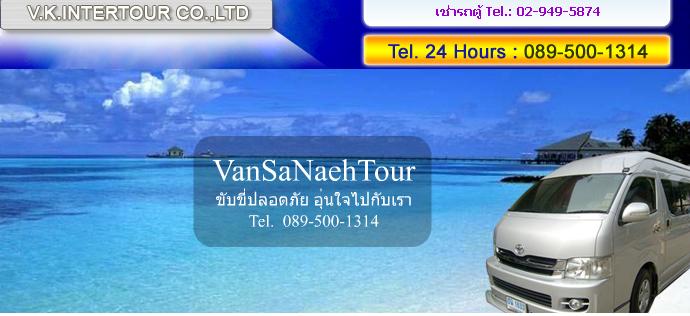 V.K.INTERTOUR CO.,LTD
เช่ารถตู้ Tel.: 02-949-5874
Tel. 24 Hours : 089-500-1314
VanSaNaehTour
ขับขี่ปลอดภัย อุ่นใจไปกับเรา
Tel. 089-500-1314